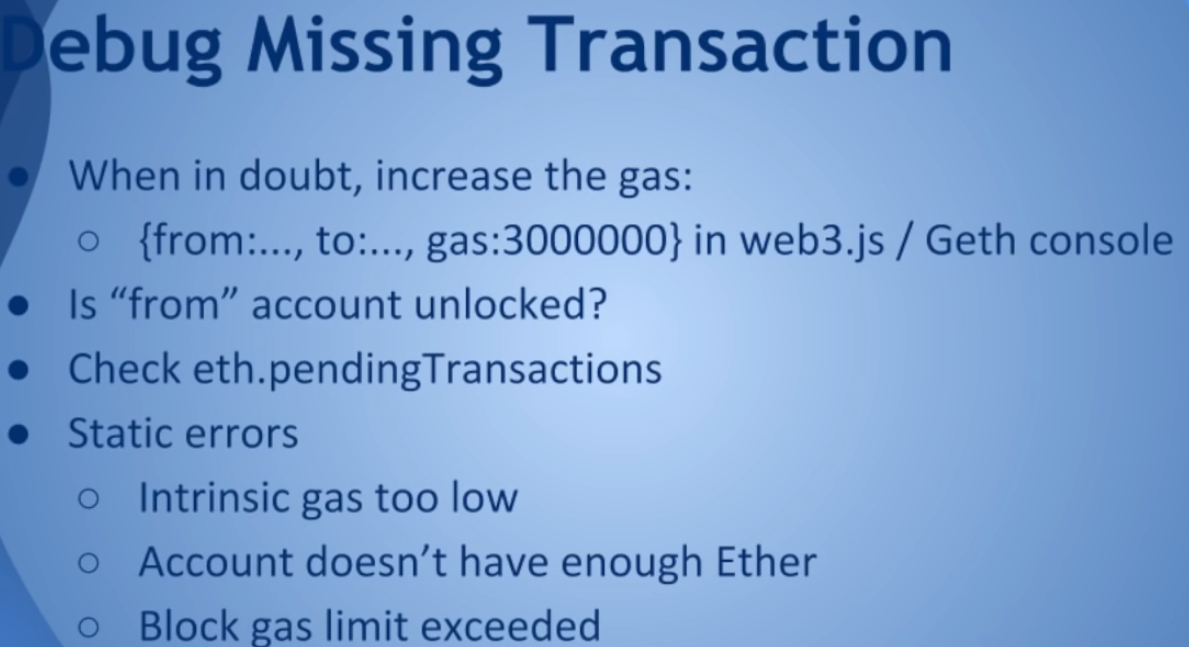 Debug Missing Transaction
● When in doubt, increase the gas:
○ {from:..., to:..., gas:3000000} in web3.js / Geth console
● Is “from” account unlocked?
● Check eth.pendingTransactions
● Static errors
○ Intrinsic gas too low
○ Account doesn’t have enough Ether
○ Block gas limit exceeded